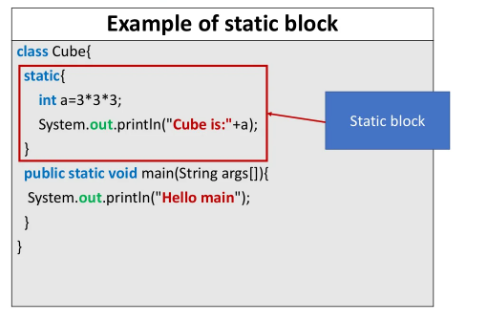 Example of static block
class Cube{
static{
int a=3*3*3;
System.out.println("Cube is:"+a);
}
Static block
public static void main(String args[]){
System.out.println("Hello main");
}
}